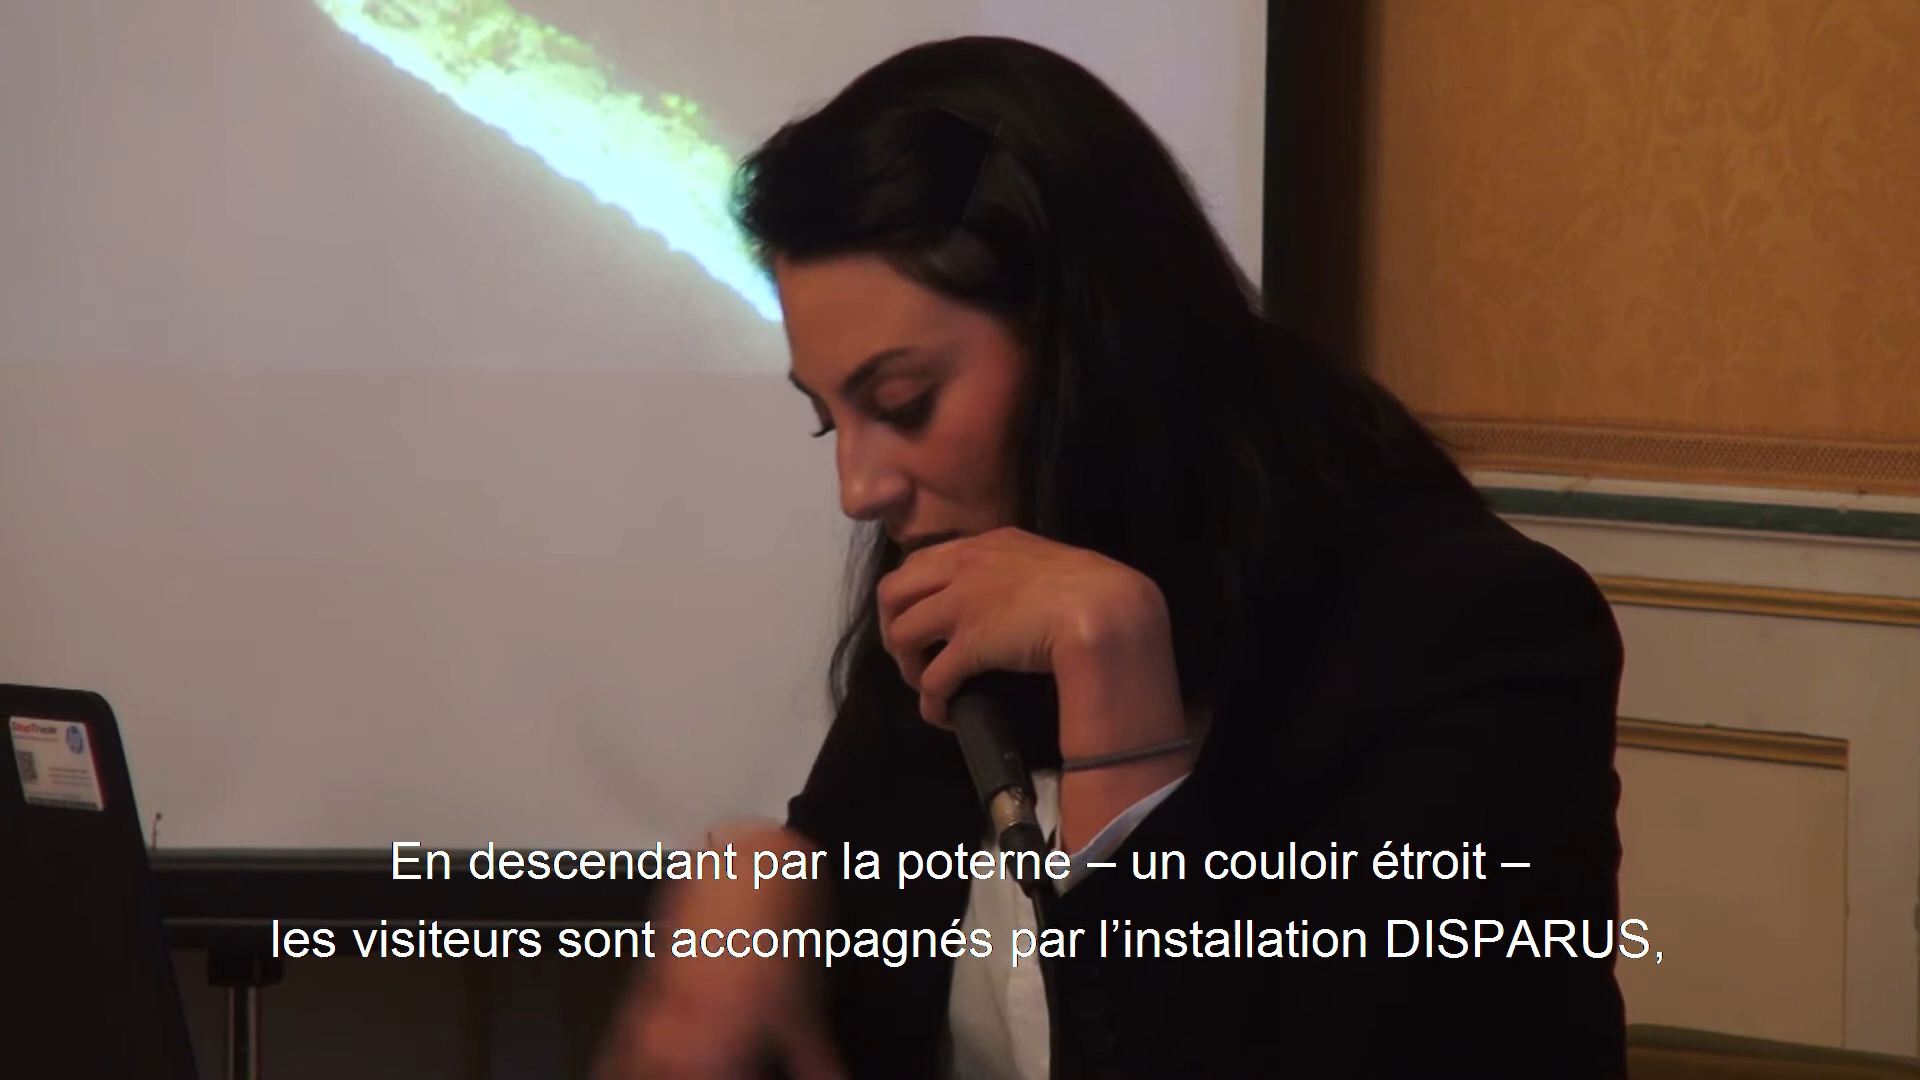 En descendant par la poterne – un couloir étroit –
les visiteurs sont accompagnés par l’installation DISPARUS,